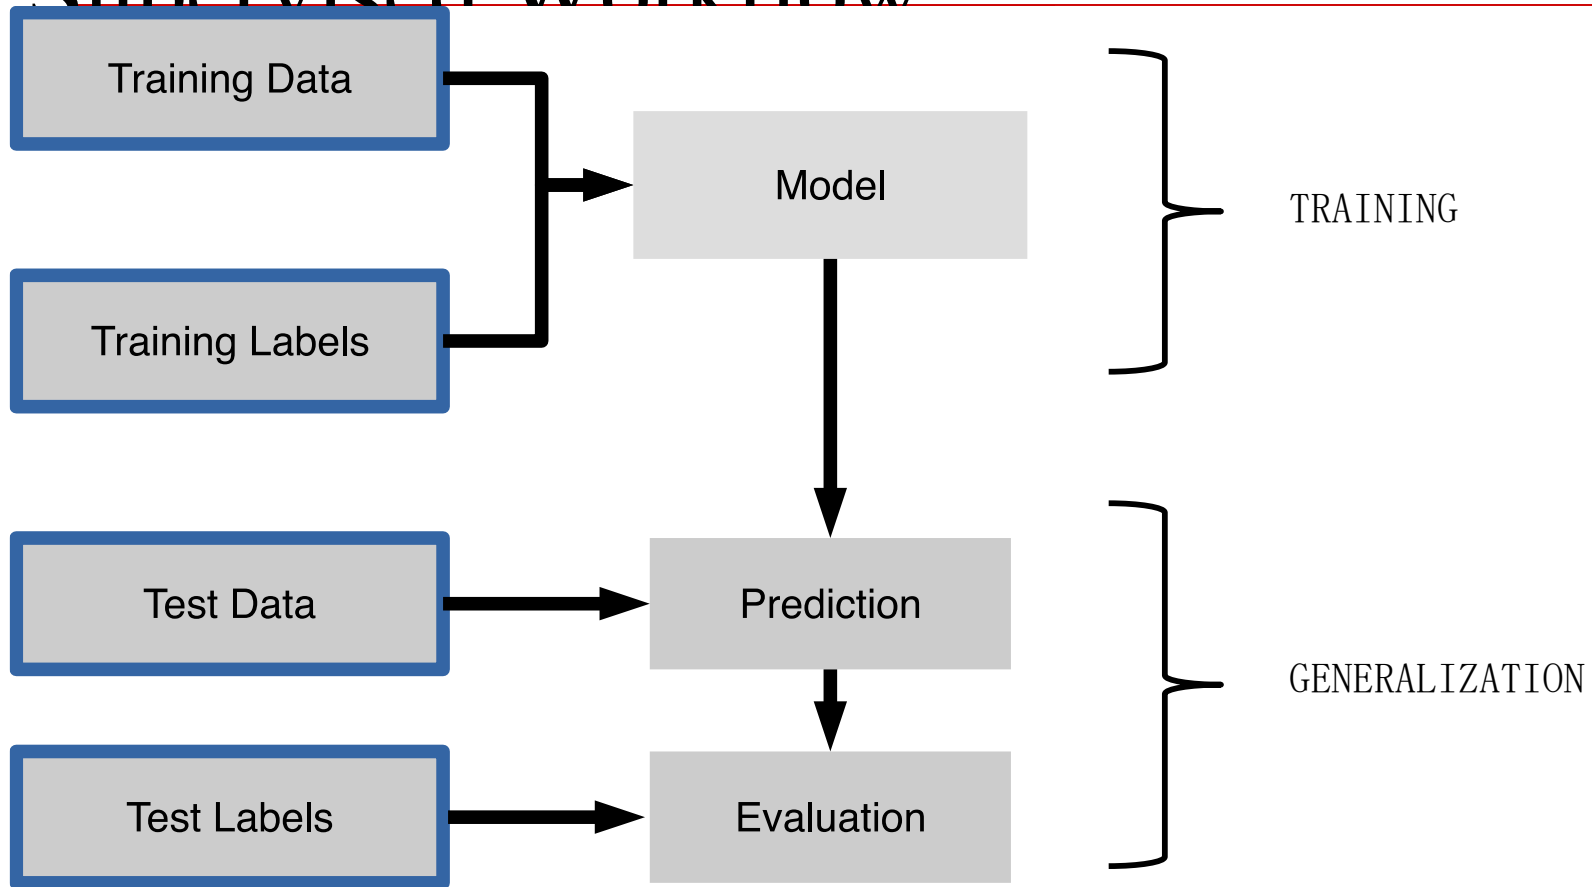 Training Data
Model
TRAINING
Training Labels
Test Data
Prediction
GENERALIZATION
Test Labels
Evaluation